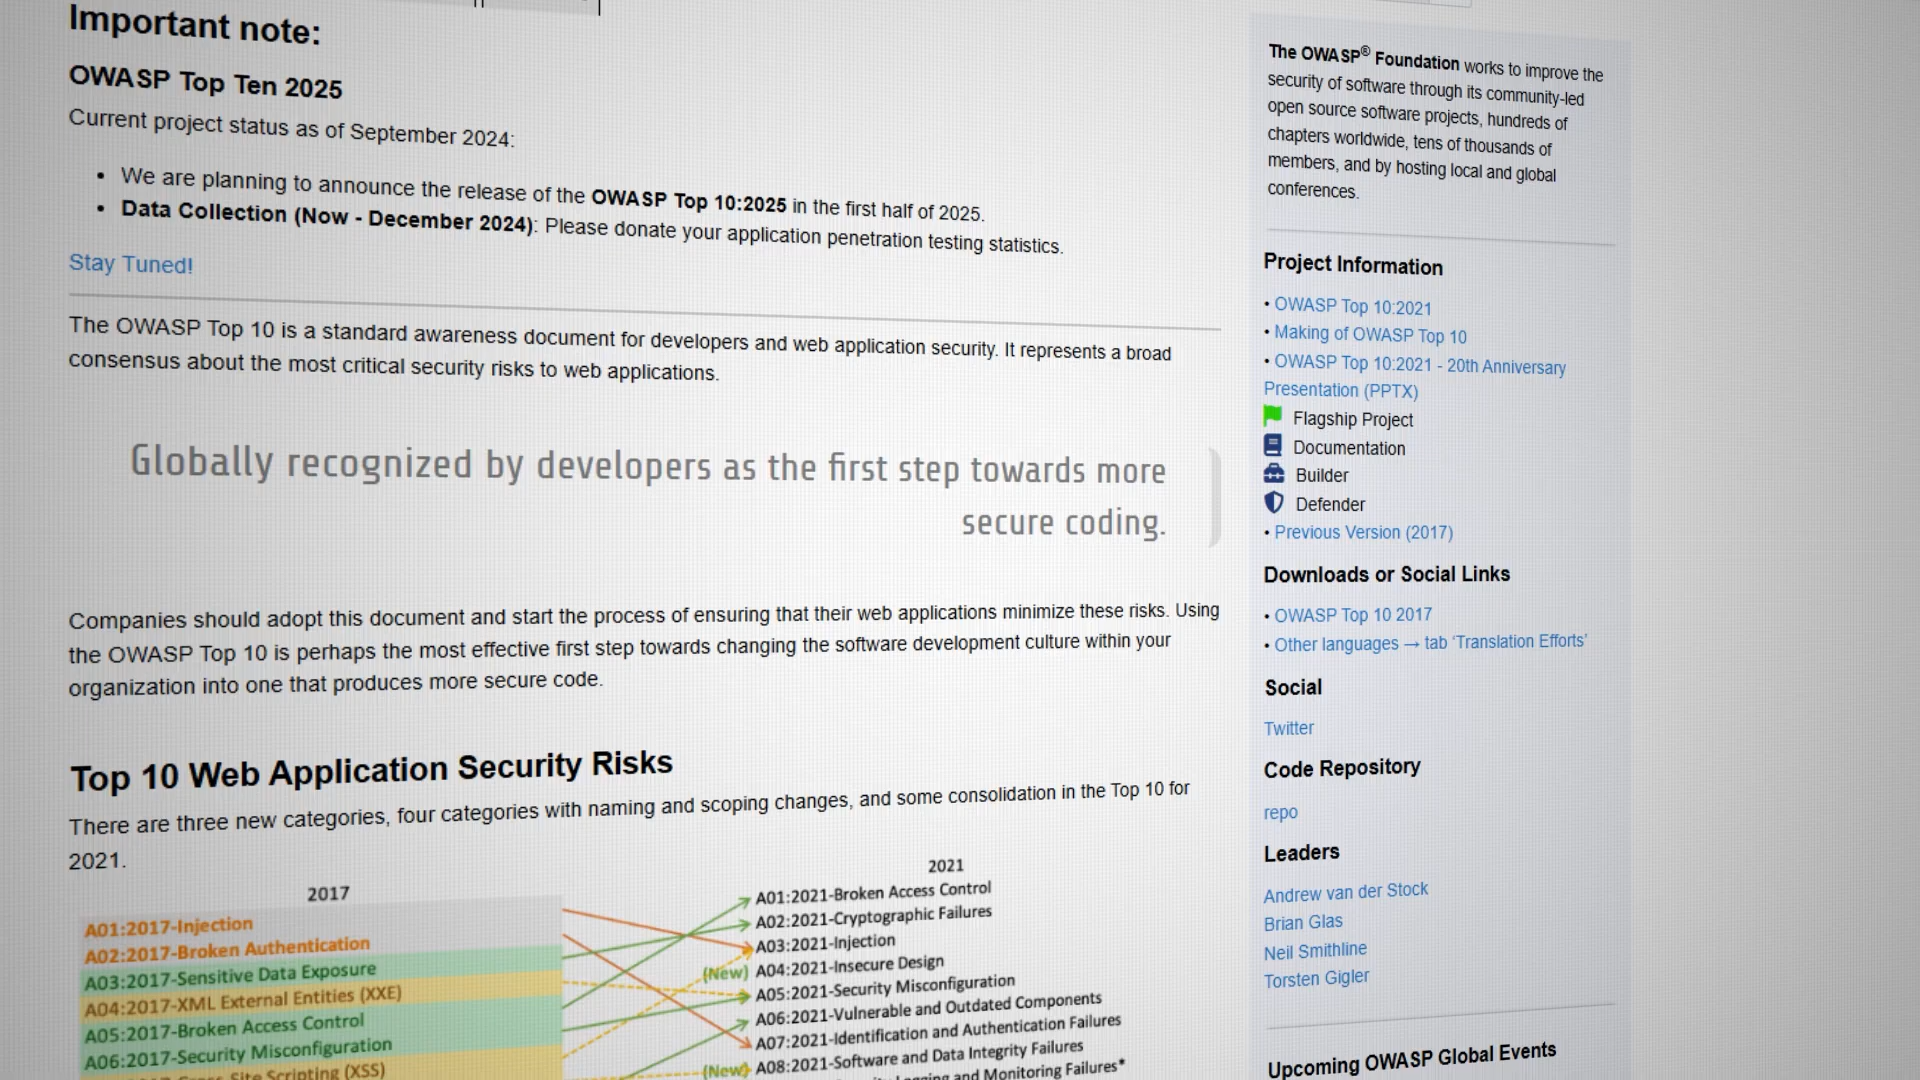 Important note:
OWASP Top Ten 2025
Current project status as of September 2024:
• We are planning to announce the release of the OWASP Top 10:2025 in the first half of 2025.
• Data Collection (Now - December 2024): Please donate your application penetration testing statistics.
Stay Tuned!
The OWASP Top 10 is a standard awareness document for developers and web application security. It represents a broad
consensus about the most critical security risks to web applications.
Globally recognized by developers as the first step towards more
secure coding.
Companies should adopt this document and start the process of ensuring that their web applications minimize these risks. Using
the OWASP Top 10 is perhaps the most effective first step towards changing the software development culture within your
organization into one that produces more secure code.
Top 10 Web Application Security Risks
There are three new categories, four categories with naming and scoping changes, and some consolidation in the Top 10 for
2021.
2017
A01:2017-Injection
A02:2017-Broken Authentication
A03:2017-Sensitive Data Exposure
A04:2017-XML External Entities (XXE)
A05:2017-Broken Access Control
A06:2017-Security Misconfiguration
Site Scripting (XSS)
2021
A01:2021-Broken Access Control
A02:2021-Cryptographic Failures
A03:2021-Injection
(New) A04:2021-Insecure Design
A05:2021-Security Misconfiguration
A06:2021-Vulnerable and Outdated Components
A07:2021-Identification and Authentication Failures
(New) A08:2021-Software and Data Integrity Failures
Logging and Monitoring Failures*
The OWASP® Foundation works to improve the
security of software through its community-led
open source software projects, hundreds of
chapters worldwide, tens of thousands of
members, and by hosting local and global
conferences.
Project Information
• OWASP Top 10:2021
• Making of OWASP Top 10
• OWASP Top 10:2021 - 20th Anniversary
Presentation (PPTX)
Flagship Project
Documentation
Builder
Defender
• Previous Version (2017)
Downloads or Social Links
• OWASP Top 10 2017
• Other languages → tab ‘Translation Efforts’
Social
Twitter
Code Repository
repo
Leaders
Andrew van der Stock
Brian Glas
Neil Smithline
Torsten Gigler
Upcoming OWASP Global Events